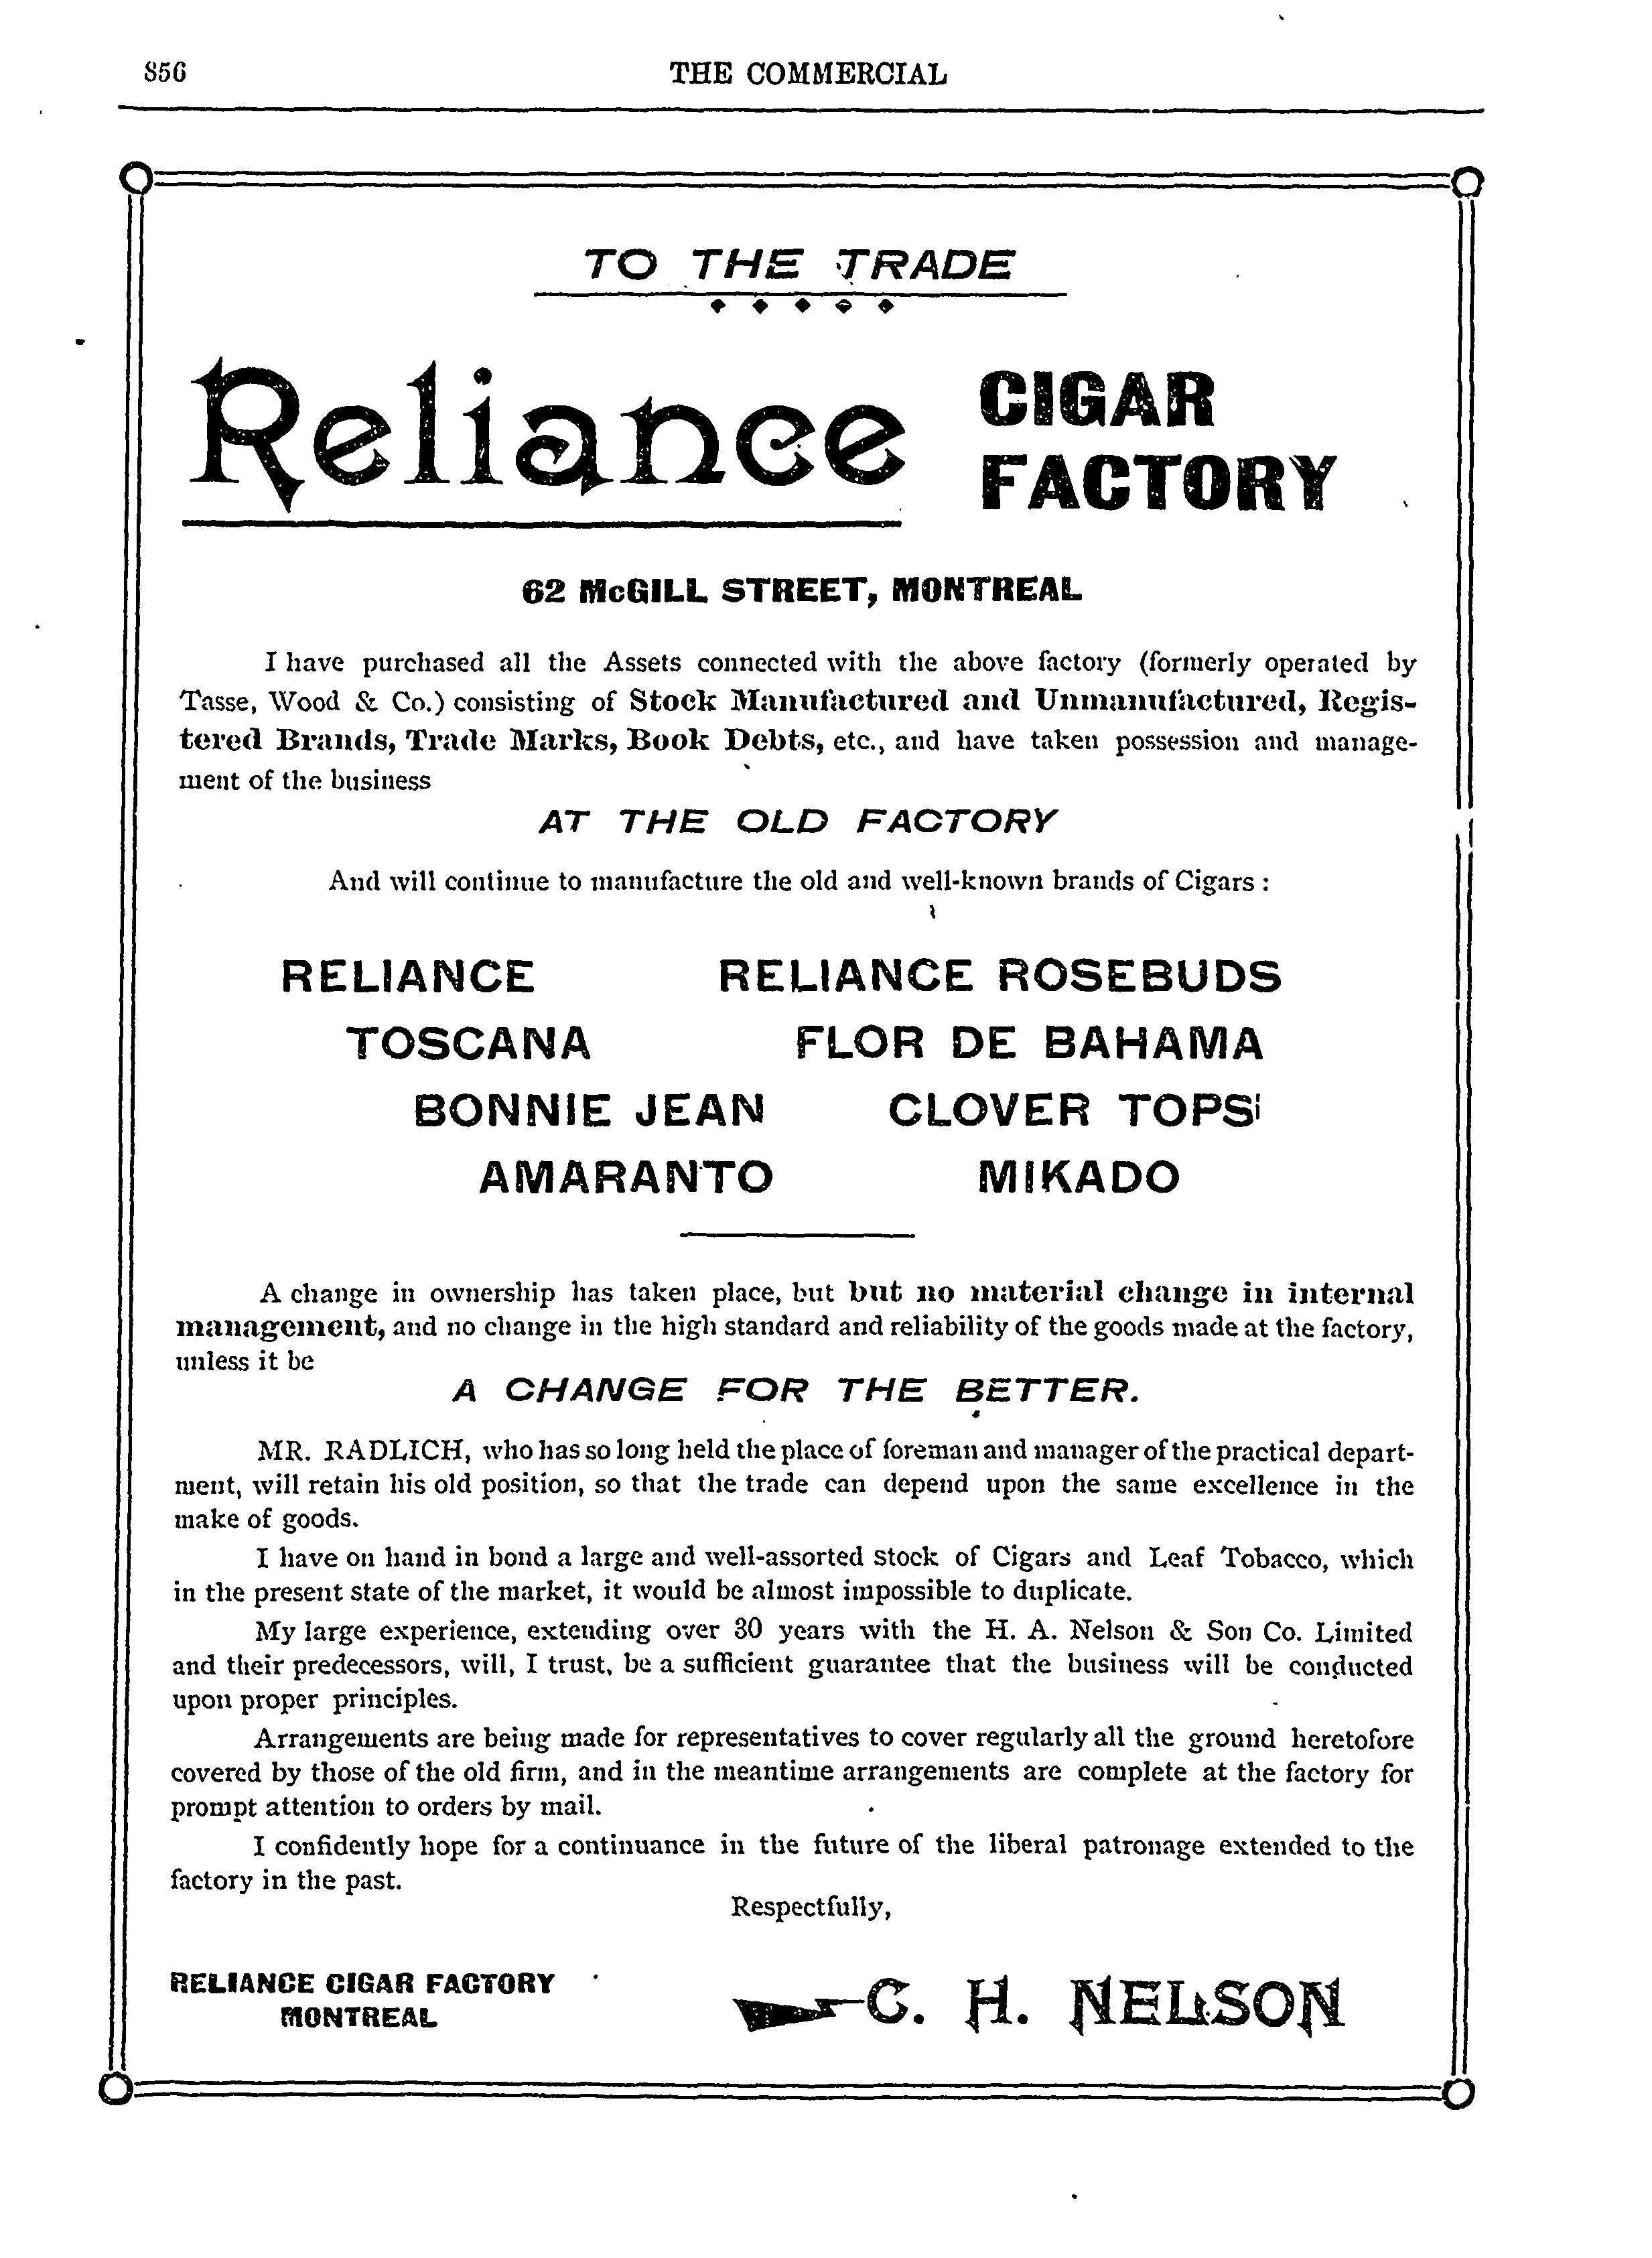 856
THE COMMERCIAL
TO THE TRADE
Reliance
CIGAR
FACTORY
62 McGILL STREET, MONTREAL
I have purchased all the Assets connected with the above factory (formerly operated by
Tasse, Wood & Co.) consisting of Stock Manufactured and Unmanufactured, Regis-
tered Brands, Trade Marks, Book Debts, etc., and have taken possession and manage-
ment of the business
AT THE OLD FACTORY
And will continue to manufacture the old and well-known brands of Cigars :
RELIANCE RELIANCE ROSEBUDS
TOSCANA FLOR DE BAHAMA
BONNIE JEAN CLOVER TOPS
AMARANTO MIKADO
A change in ownership has taken place, but but no material change in internal
management, and no change in the high standard and reliability of the goods made at the factory,
unless it be
A CHANGE FOR THE BETTER.
MR. RADLICH, who has so long held the place of foreman and manager of the practical depart-
ment, will retain his old position, so that the trade can depend upon the same excellence in the
make of goods.
I have on hand in bond a large and well-assorted stock of Cigars and Leaf Tobacco, which
in the present state of the market, it would be almost impossible to duplicate.
My large experience, extending over 30 years with the H. A. Nelson & Son Co. Limited
and their predecessors, will, I trust, be a sufficient guarantee that the business will be conducted
upon proper principles.
Arrangements are being made for representatives to cover regularly all the ground heretofore
covered by those of the old firm, and in the meantime arrangements are complete at the factory for
prompt attention to orders by mail.
I confidently hope for a continuance in the future of the liberal patronage extended to the
factory in the past.
Respectfully,
RELIANCE CIGAR FACTORY
MONTREAL
C. H. NELSON